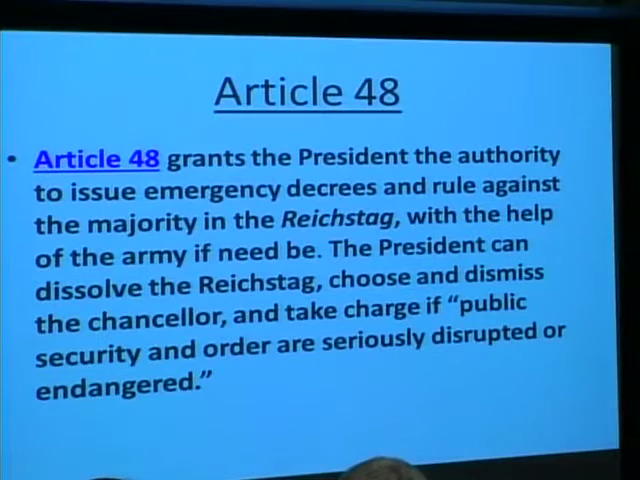 Article 48
• Article 48 grants the President the authority
to issue emergency decrees and rule against
the majority in the Reichstag, with the help
of the army if need be. The President can
dissolve the Reichstag, choose and dismiss
the chancellor, and take charge if “public
security and order are seriously disrupted or
endangered.”